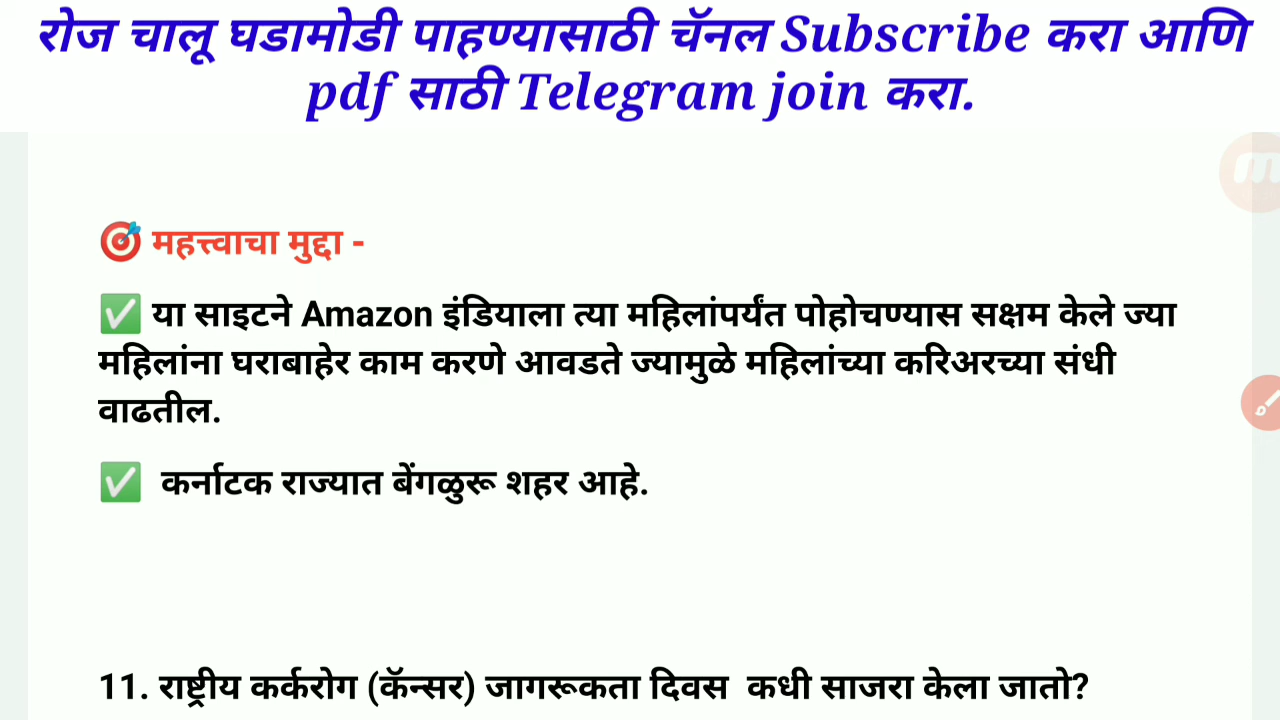 रोज चालू घडामोडी पाहण्यासाठी चॅनल Subscribe करा आणि
pdf साठी Telegram join करा.
🎯 महत्त्वाचा मुद्दा -
✅ या साइटने Amazon इंडियाला त्या महिलांपर्यंत पोहोचण्यास सक्षम केले ज्या
महिलांना घराबाहेर काम करणे आवडते ज्यामुळे महिलांच्या करिअरच्या संधी
वाढतील.
✅ कर्नाटक राज्यात बेंगळुरू शहर आहे.
11. राष्ट्रीय कर्करोग (कॅन्सर) जागरूकता दिवस कधी साजरा केला जातो?